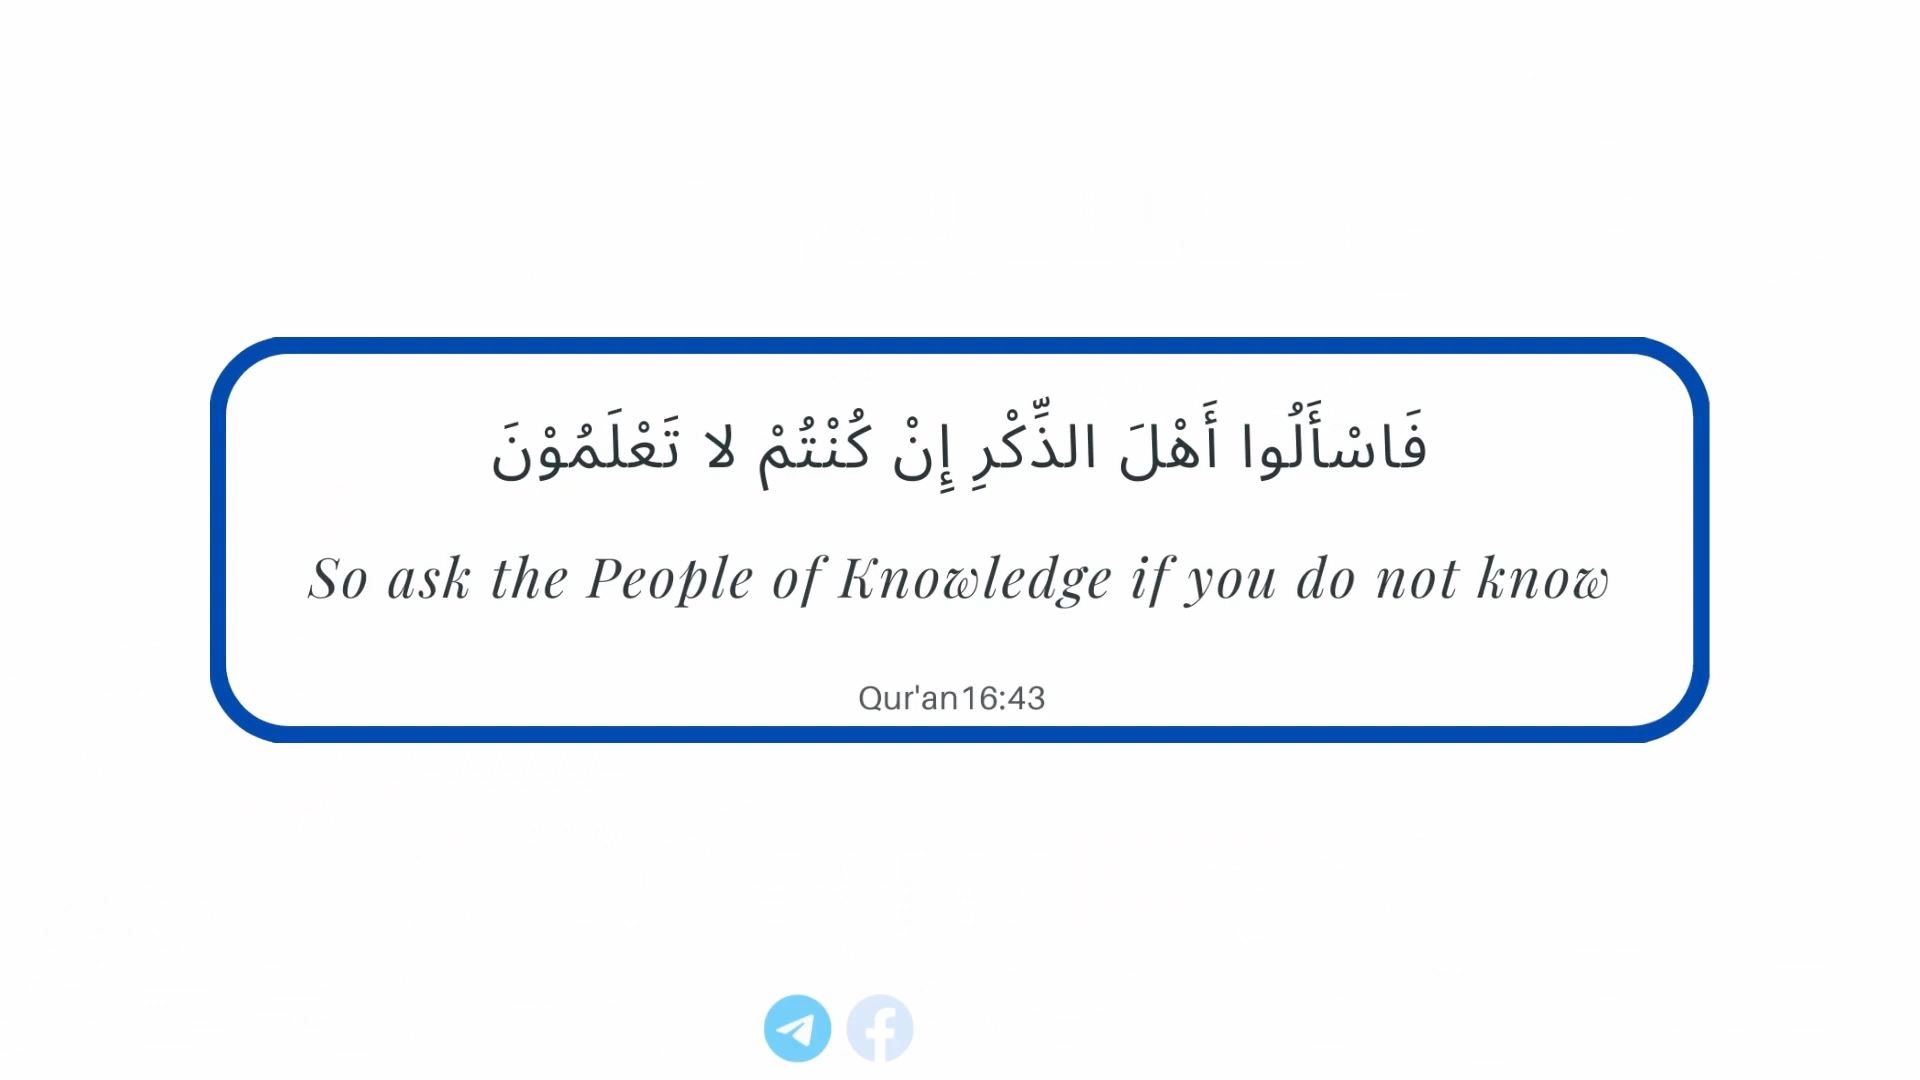 فَاسْأَلُوا أَهْلَ الذِّكْرِ إِنْ كُنْتُمْ لا تَعْلَمُوْنَ
So ask the People of Knowledge if you do not know
Qur'an16:43